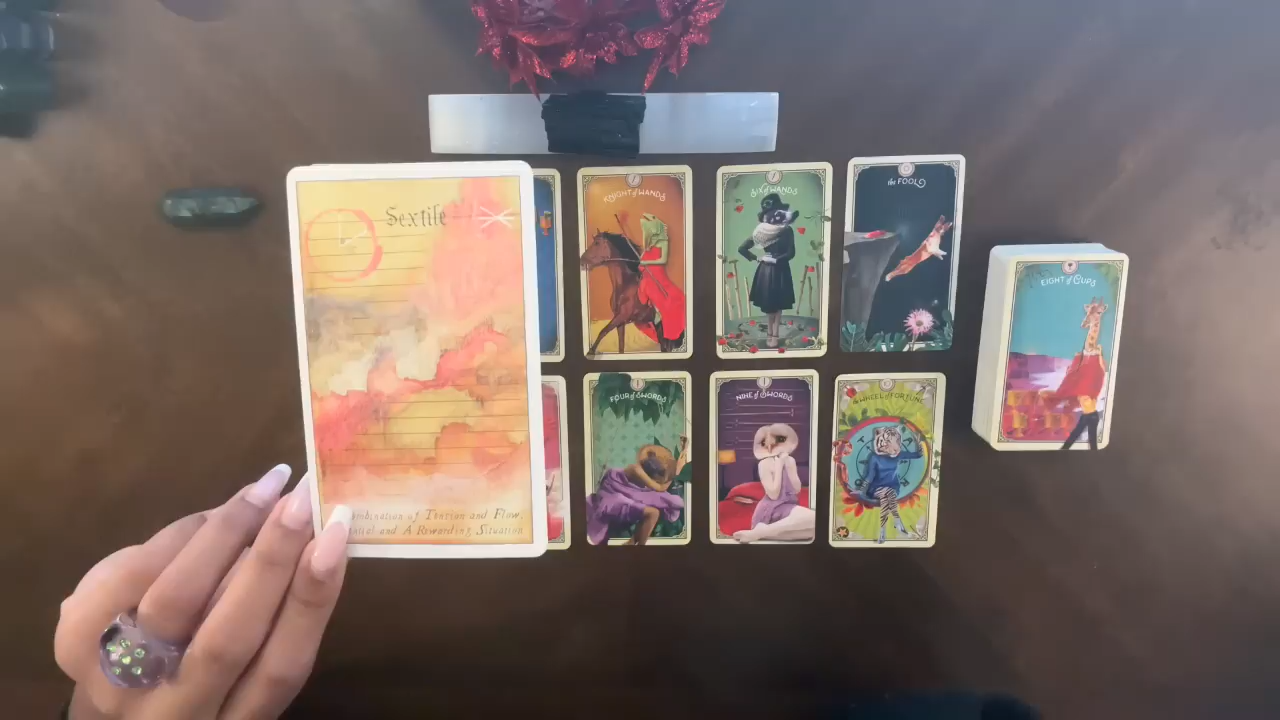 Sextile
Combination of Tension and Flow,
and A Rewarding Situation
KNIGHT of WANDS
SIX of WANDS
the FOOL
EIGHT of CUPS
FOUR of SWORDS
NINE of SWORDS
the WHEEL of FORTUNE